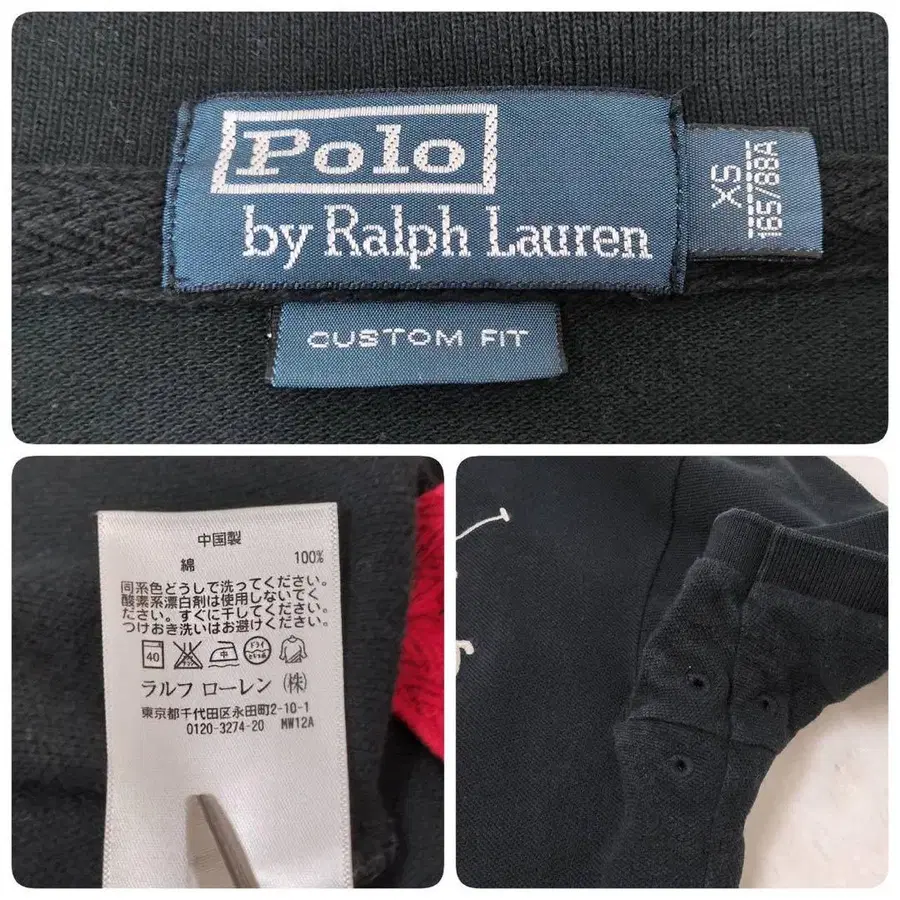 Polo
by Ralph Lauren
XS
165/88A
CUSTOM FIT
中国製
綿 100%
同系色どうしで洗ってください。
酸素系漂白剤は使用しないでく
ださい。すぐに干してください。
つけおき洗いはお避けください。
40
ドライ
ラルフ ローレン (株)
東京都千代田区永田町2-10-1
0120-3274-20 MW12A